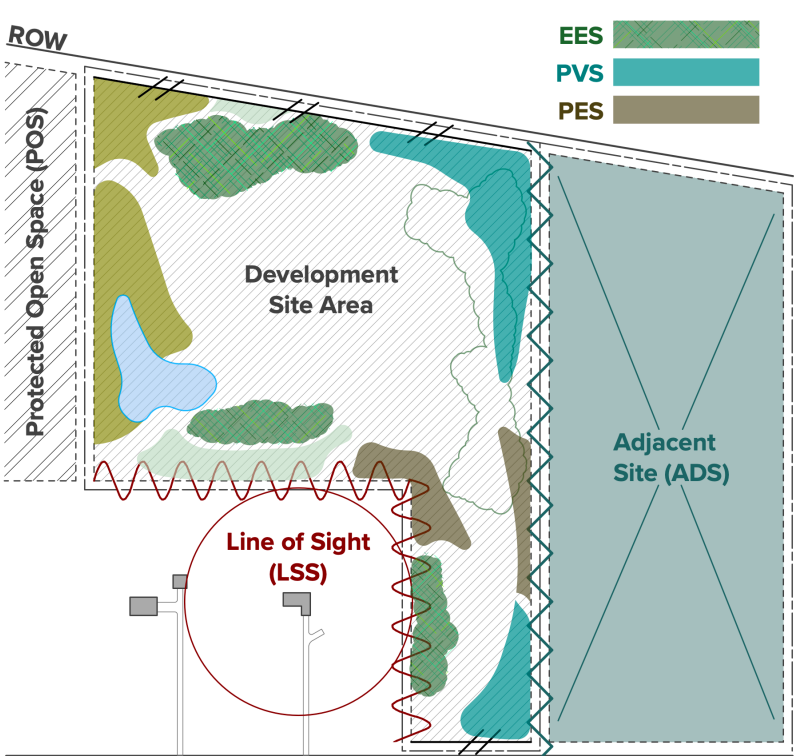 ROW
EES
PVS
PES
Protected Open Space (POS)
Development
Site Area
Adjacent
Site (ADS)
Line of Sight
(LSS)